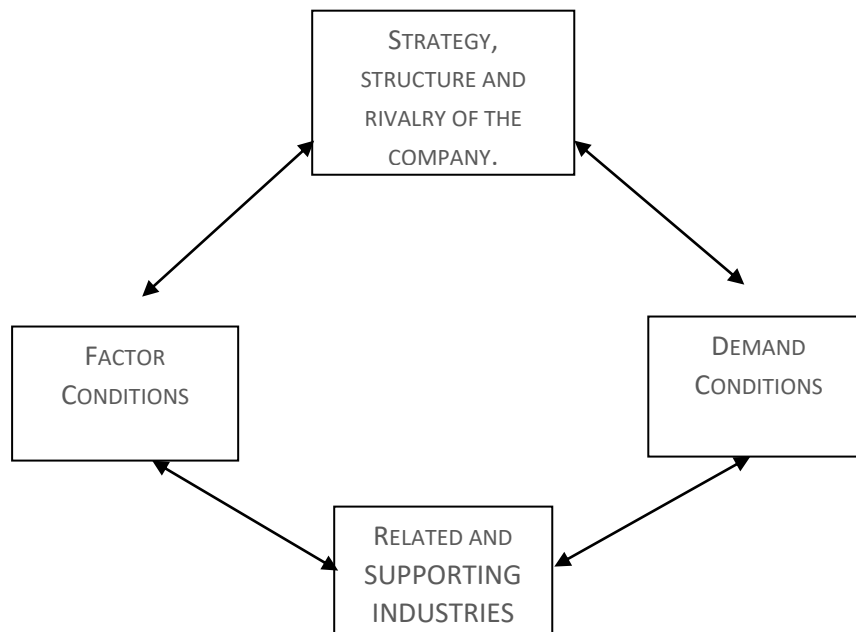 STRATEGY,
STRUCTURE AND
RIVALRY OF THE
COMPANY.
FACTOR
CONDITIONS
DEMAND
CONDITIONS
RELATED AND
SUPPORTING
INDUSTRIES